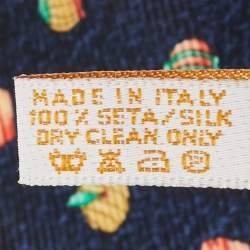 MADE IN ITALY
100% SETA/SILK
DRY CLEAN ONLY